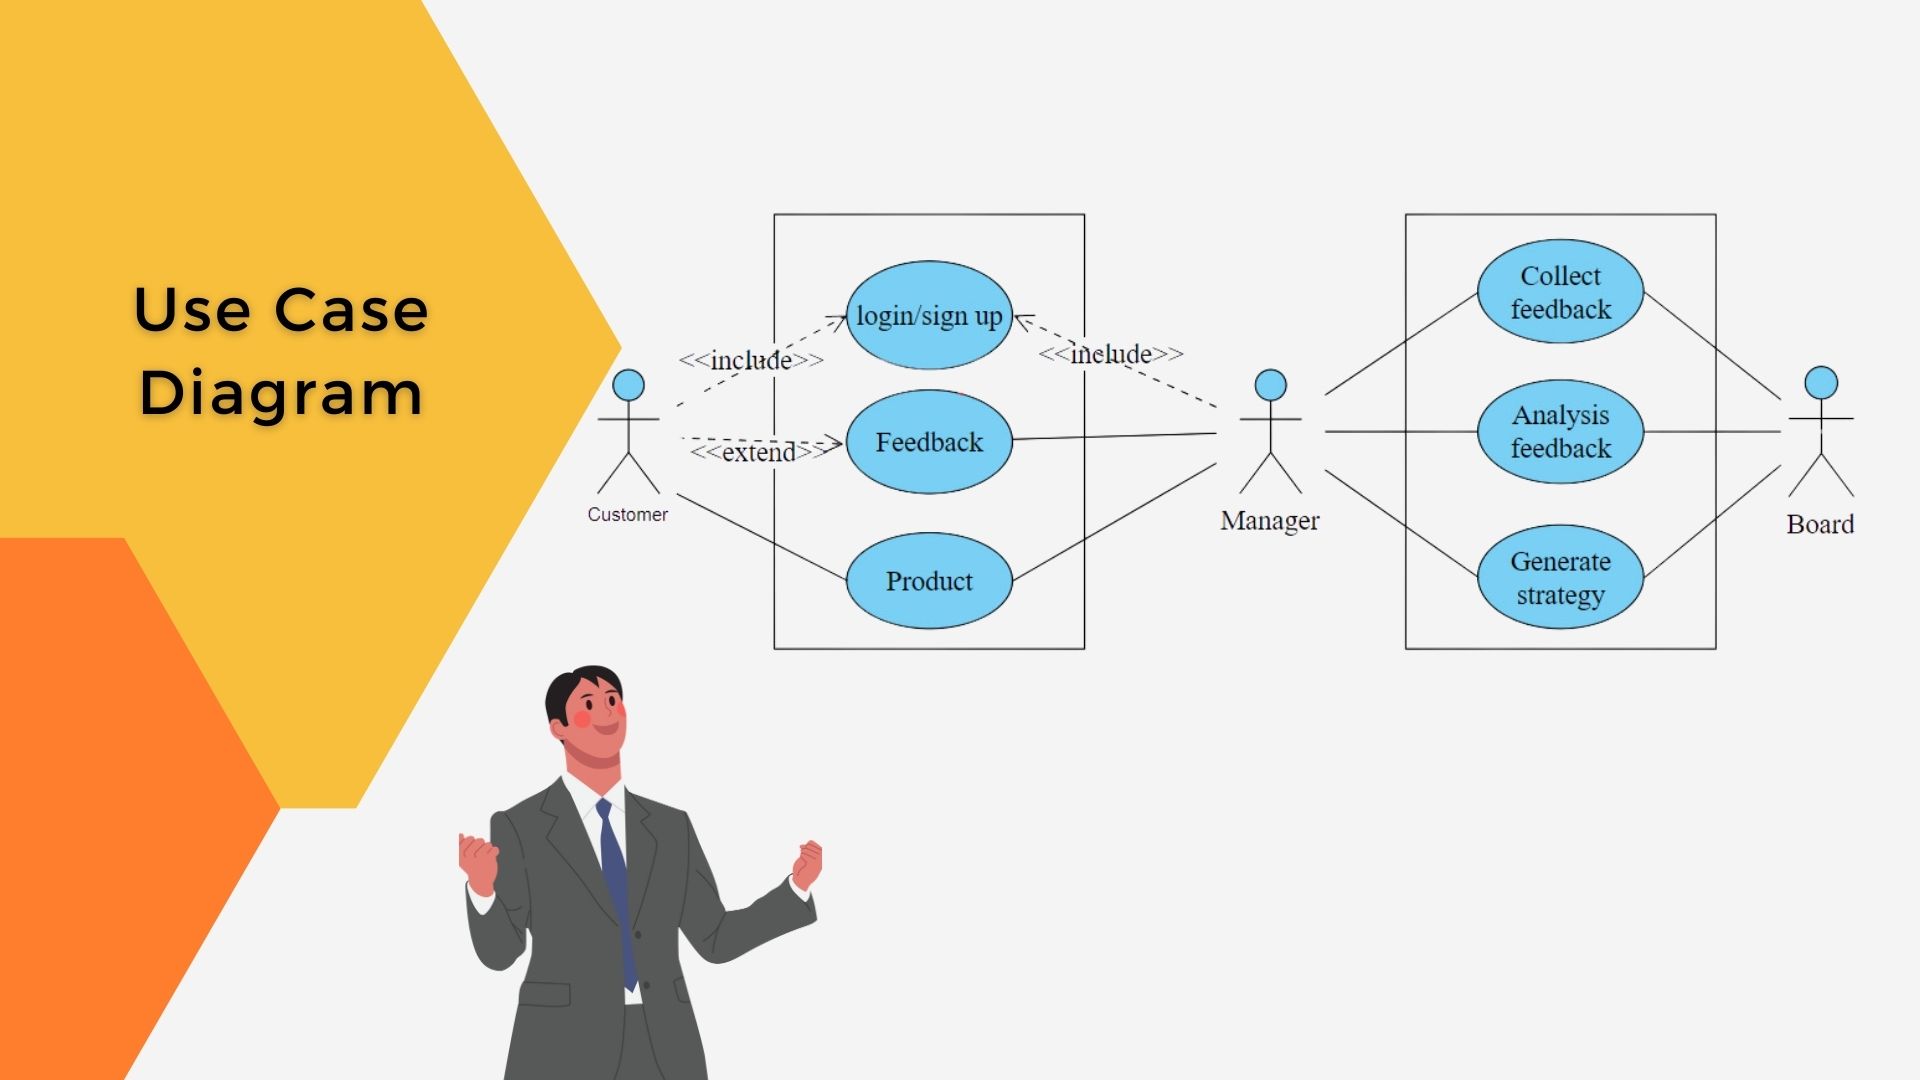 Use Case
Diagram
login/sign up
<<include>>
<<include>>
Feedback
<<extend>>
Product
Customer
Manager
Collect
feedback
Analysis
feedback
Generate
strategy
Board